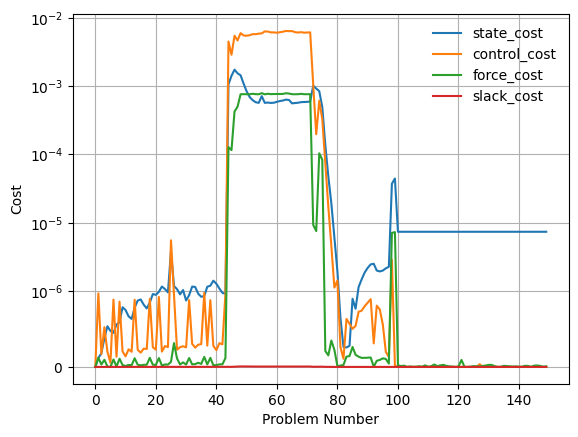 state_cost
control_cost
force_cost
slack_cost
10⁻²
10⁻³
10⁻⁴
10⁻⁵
10⁻⁶
0
Cost
0 20 40 60 80 100 120 140
Problem Number